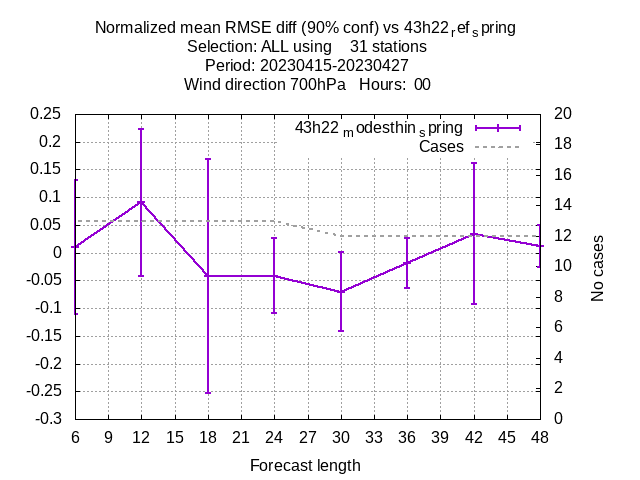 Normalized mean RMSE diff (90% conf) vs 43h22refspring
Selection: ALL using 31 stations
Period: 20230415-20230427
Wind direction 700hPa Hours: 00
43h22modesthinspring
Cases
0.25
0.2
0.15
0.1
0.05
0
-0.05
-0.1
-0.15
-0.2
-0.25
-0.3
20
18
16
14
12
10
8
6
4
2
0
No cases
6 9 12 15 18 21 24 27 30 33 36 39 42 45 48
Forecast length